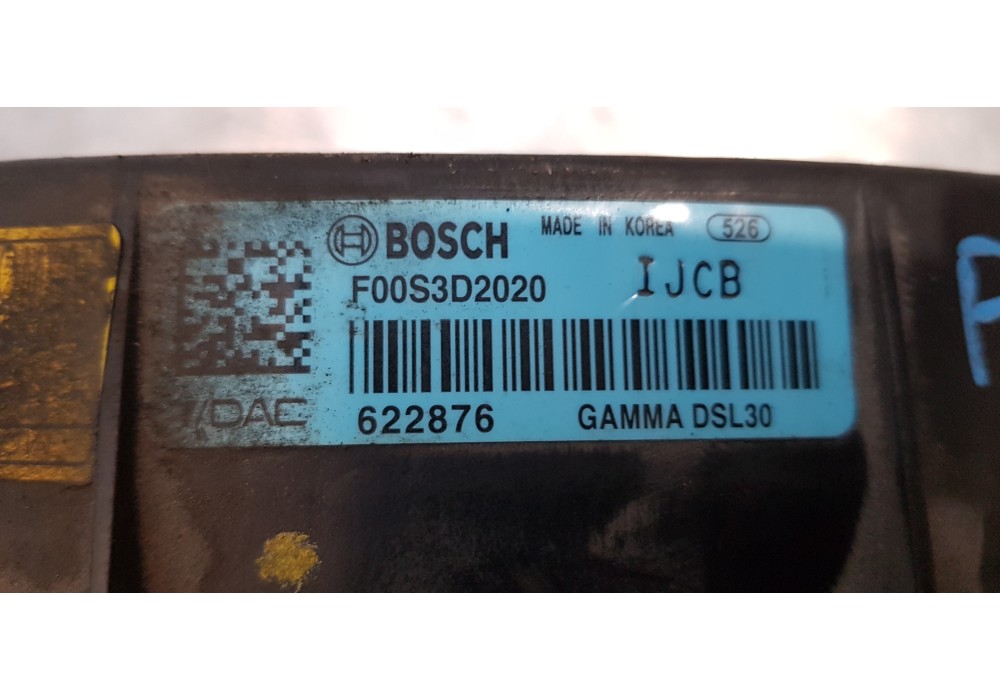 BOSCH MADE IN KOREA 526
F00S3D2020 IJCB
622876 GAMMA DSL30